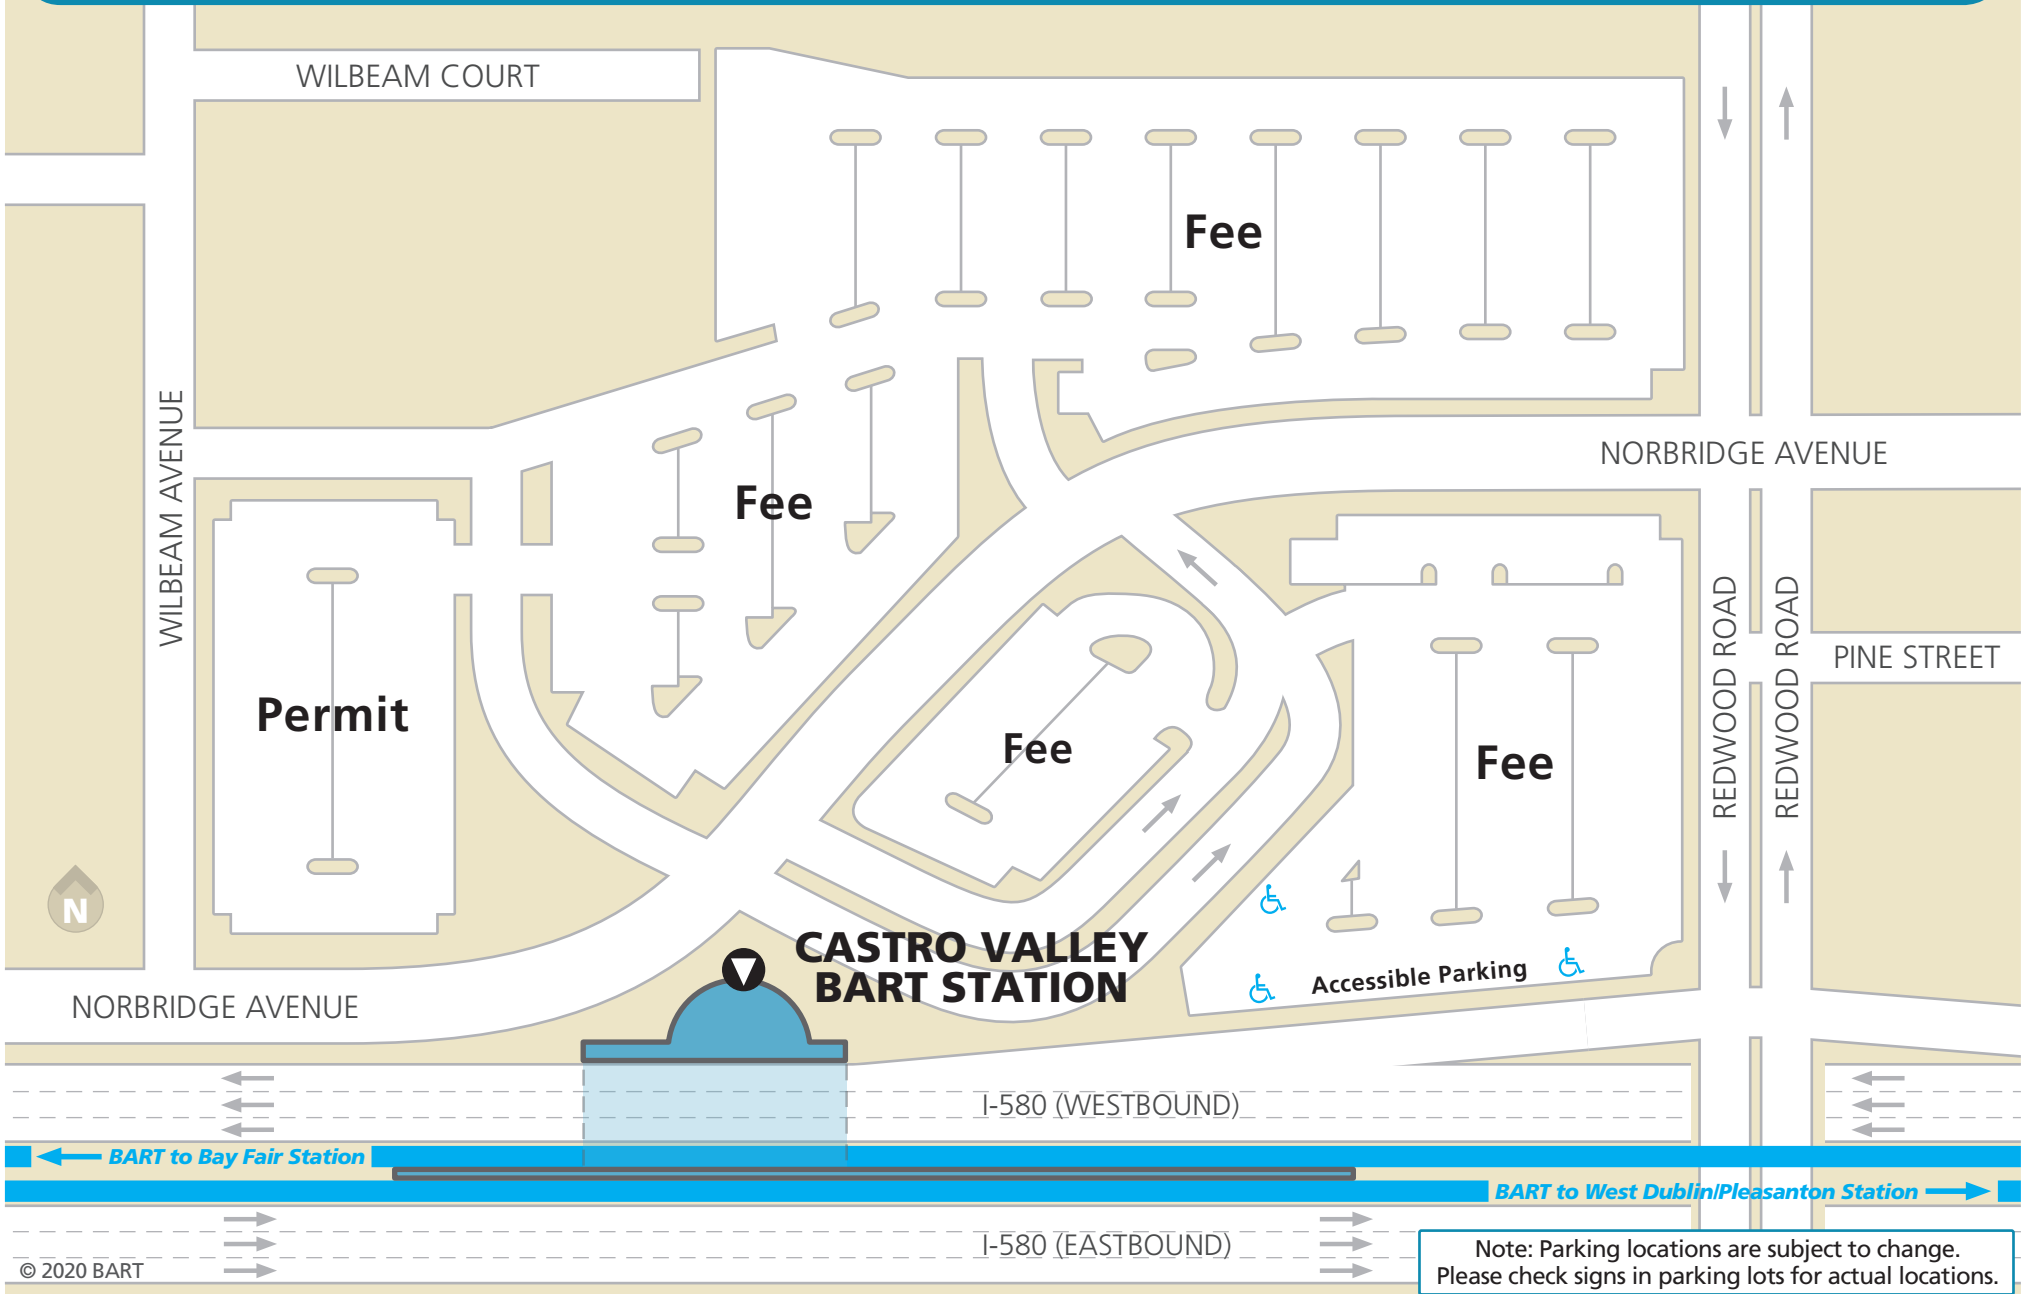 WILBEAM COURT
Fee
WILBEAM AVENUE
NORBRIDGE AVENUE
Fee
REDWOOD ROAD
REDWOOD ROAD
PINE STREET
Permit
Fee
Fee
N
CASTRO VALLEY
BART STATION
Accessible Parking
NORBRIDGE AVENUE
I-580 (WESTBOUND)
BART to Bay Fair Station
BART to West Dublin/Pleasanton Station
I-580 (EASTBOUND)
Note: Parking locations are subject to change.
Please check signs in parking lots for actual locations.
© 2020 BART